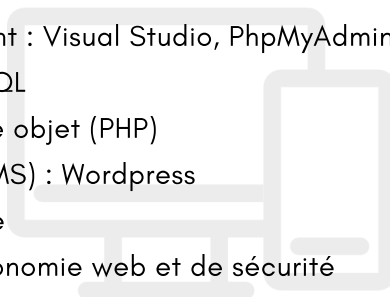 nt : Visual Studio, PhpMyAdmin
QL
e objet (PHP)
MS) : Wordpress
e
onomie web et de sécurité